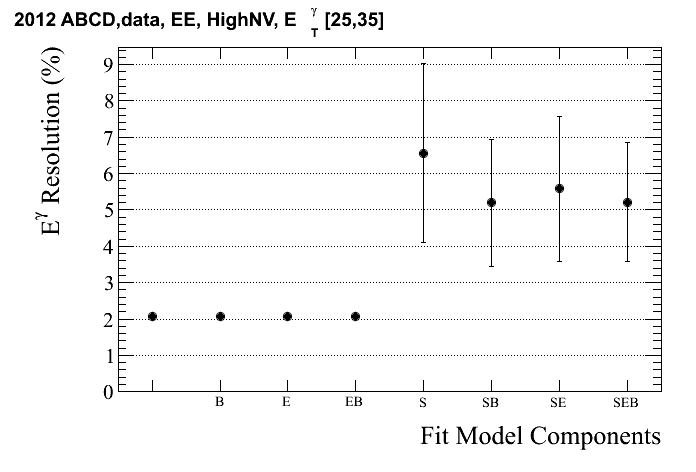 2012 ABCD,data, EE, HighNV, E γ T [25,35]
E^γ Resolution (%)
9
8
7
6
5
4
3
2
1
0
B E EB S SB SE SEB
Fit Model Components